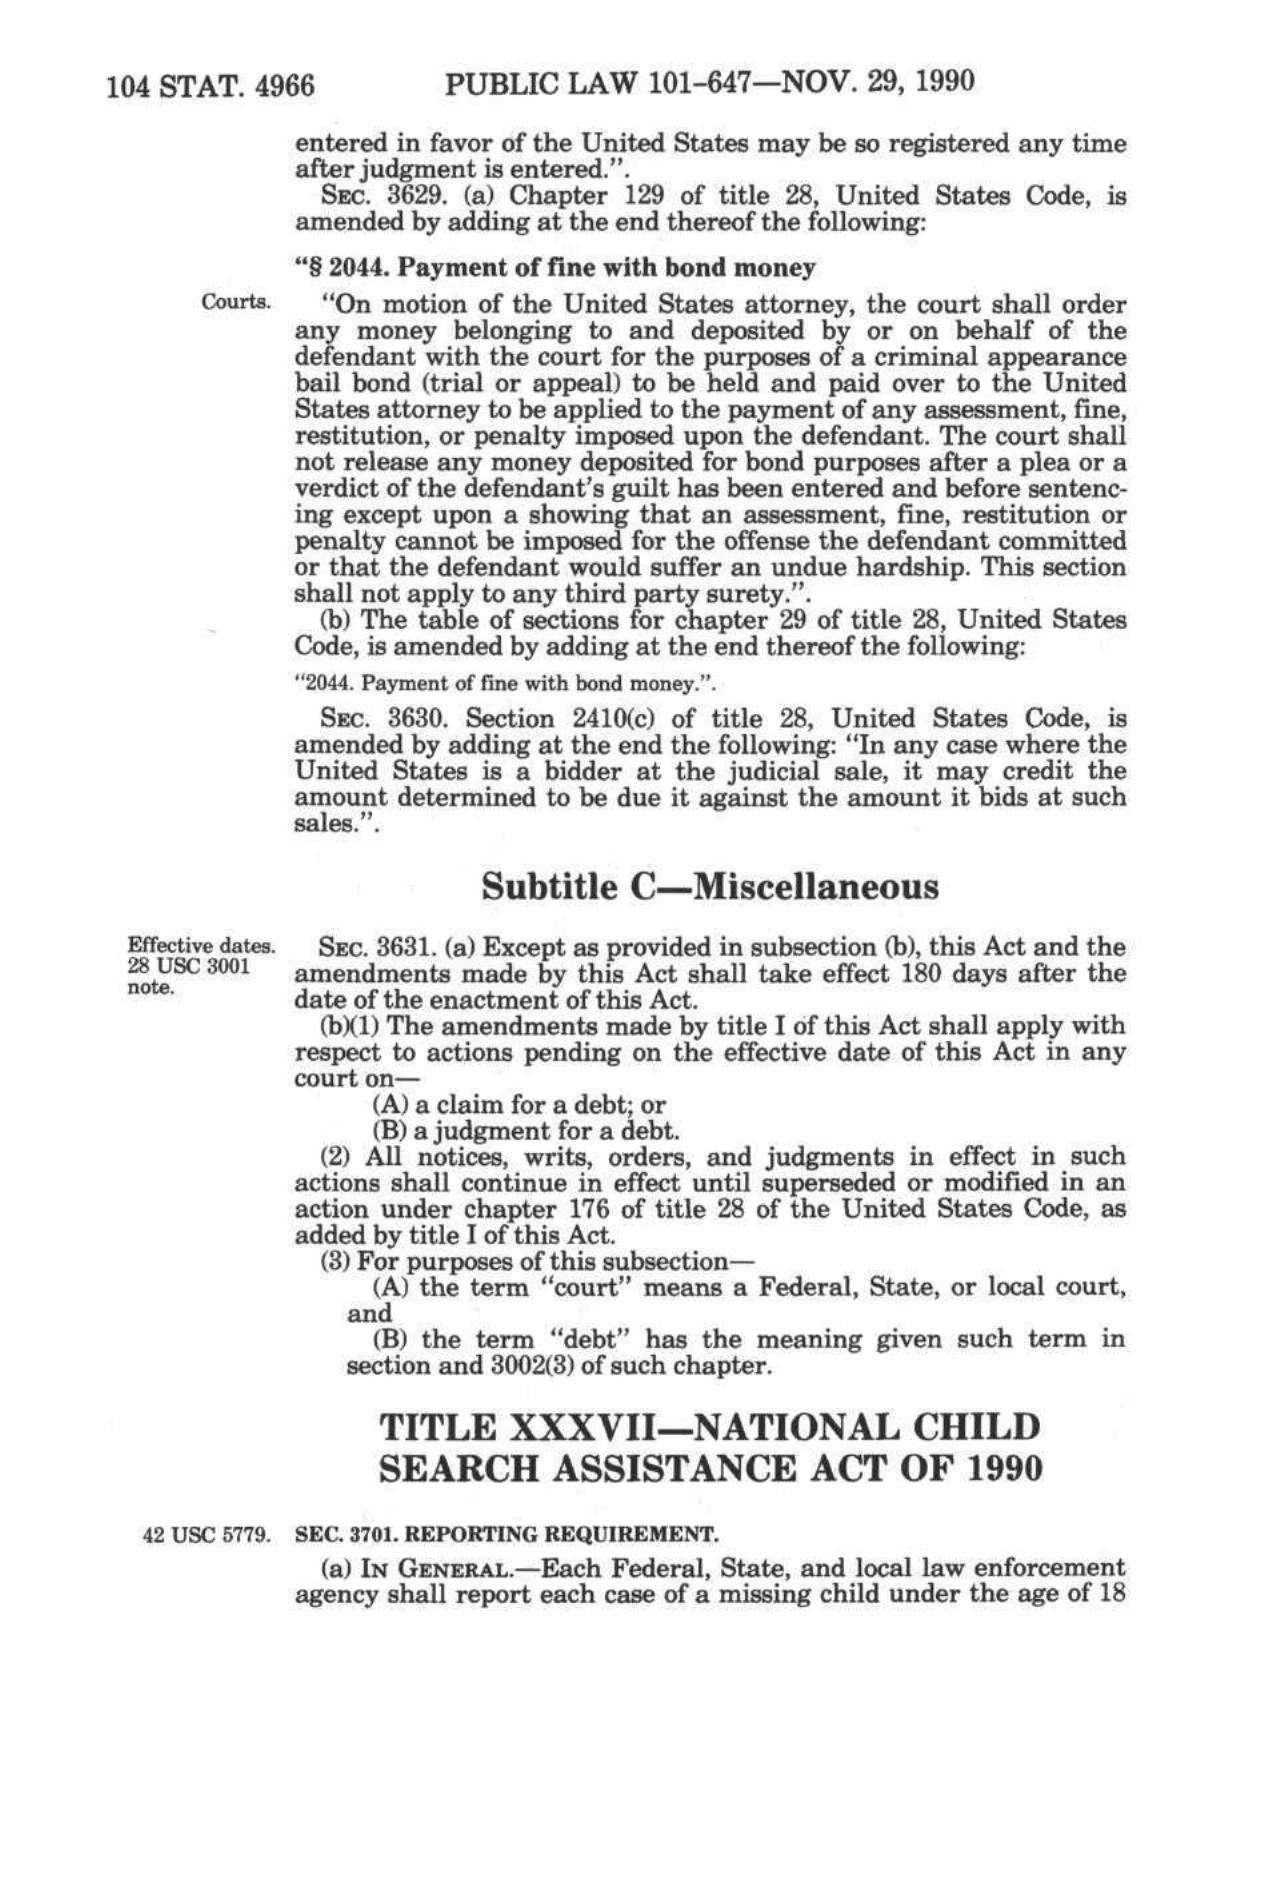 104 STAT. 4966 PUBLIC LAW 101–647—NOV. 29, 1990
entered in favor of the United States may be so registered any time
after judgment is entered.”.
SEC. 3629. (a) Chapter 129 of title 28, United States Code, is
amended by adding at the end thereof the following:
“§ 2044. Payment of fine with bond money
Courts.
“On motion of the United States attorney, the court shall order
any money belonging to and deposited by or on behalf of the
defendant with the court for the purposes of a criminal appearance
bail bond (trial or appeal) to be held and paid over to the United
States attorney to be applied to the payment of any assessment, fine,
restitution, or penalty imposed upon the defendant. The court shall
not release any money deposited for bond purposes after a plea or a
verdict of the defendant’s guilt has been entered and before sentenc-
ing except upon a showing that an assessment, fine, restitution or
penalty cannot be imposed for the offense the defendant committed
or that the defendant would suffer an undue hardship. This section
shall not apply to any third party surety.”.
(b) The table of sections for chapter 29 of title 28, United States
Code, is amended by adding at the end thereof the following:
“2044. Payment of fine with bond money.”.
SEC. 3630. Section 2410(c) of title 28, United States Code, is
amended by adding at the end the following: “In any case where the
United States is a bidder at the judicial sale, it may credit the
amount determined to be due it against the amount it bids at such
sales.”.
Subtitle C—Miscellaneous
Effective dates.
28 USC 3001
note.
SEC. 3631. (a) Except as provided in subsection (b), this Act and the
amendments made by this Act shall take effect 180 days after the
date of the enactment of this Act.
(b)(1) The amendments made by title I of this Act shall apply with
respect to actions pending on the effective date of this Act in any
court on—
(A) a claim for a debt; or
(B) a judgment for a debt.
(2) All notices, writs, orders, and judgments in effect in such
actions shall continue in effect until superseded or modified in an
action under chapter 176 of title 28 of the United States Code, as
added by title I of this Act.
(3) For purposes of this subsection—
(A) the term “court” means a Federal, State, or local court,
and
(B) the term “debt” has the meaning given such term in
section and 3002(3) of such chapter.
TITLE XXXVII—NATIONAL CHILD
SEARCH ASSISTANCE ACT OF 1990
42 USC 5779.
SEC. 3701. REPORTING REQUIREMENT.
(a) IN GENERAL.—Each Federal, State, and local law enforcement
agency shall report each case of a missing child under the age of 18